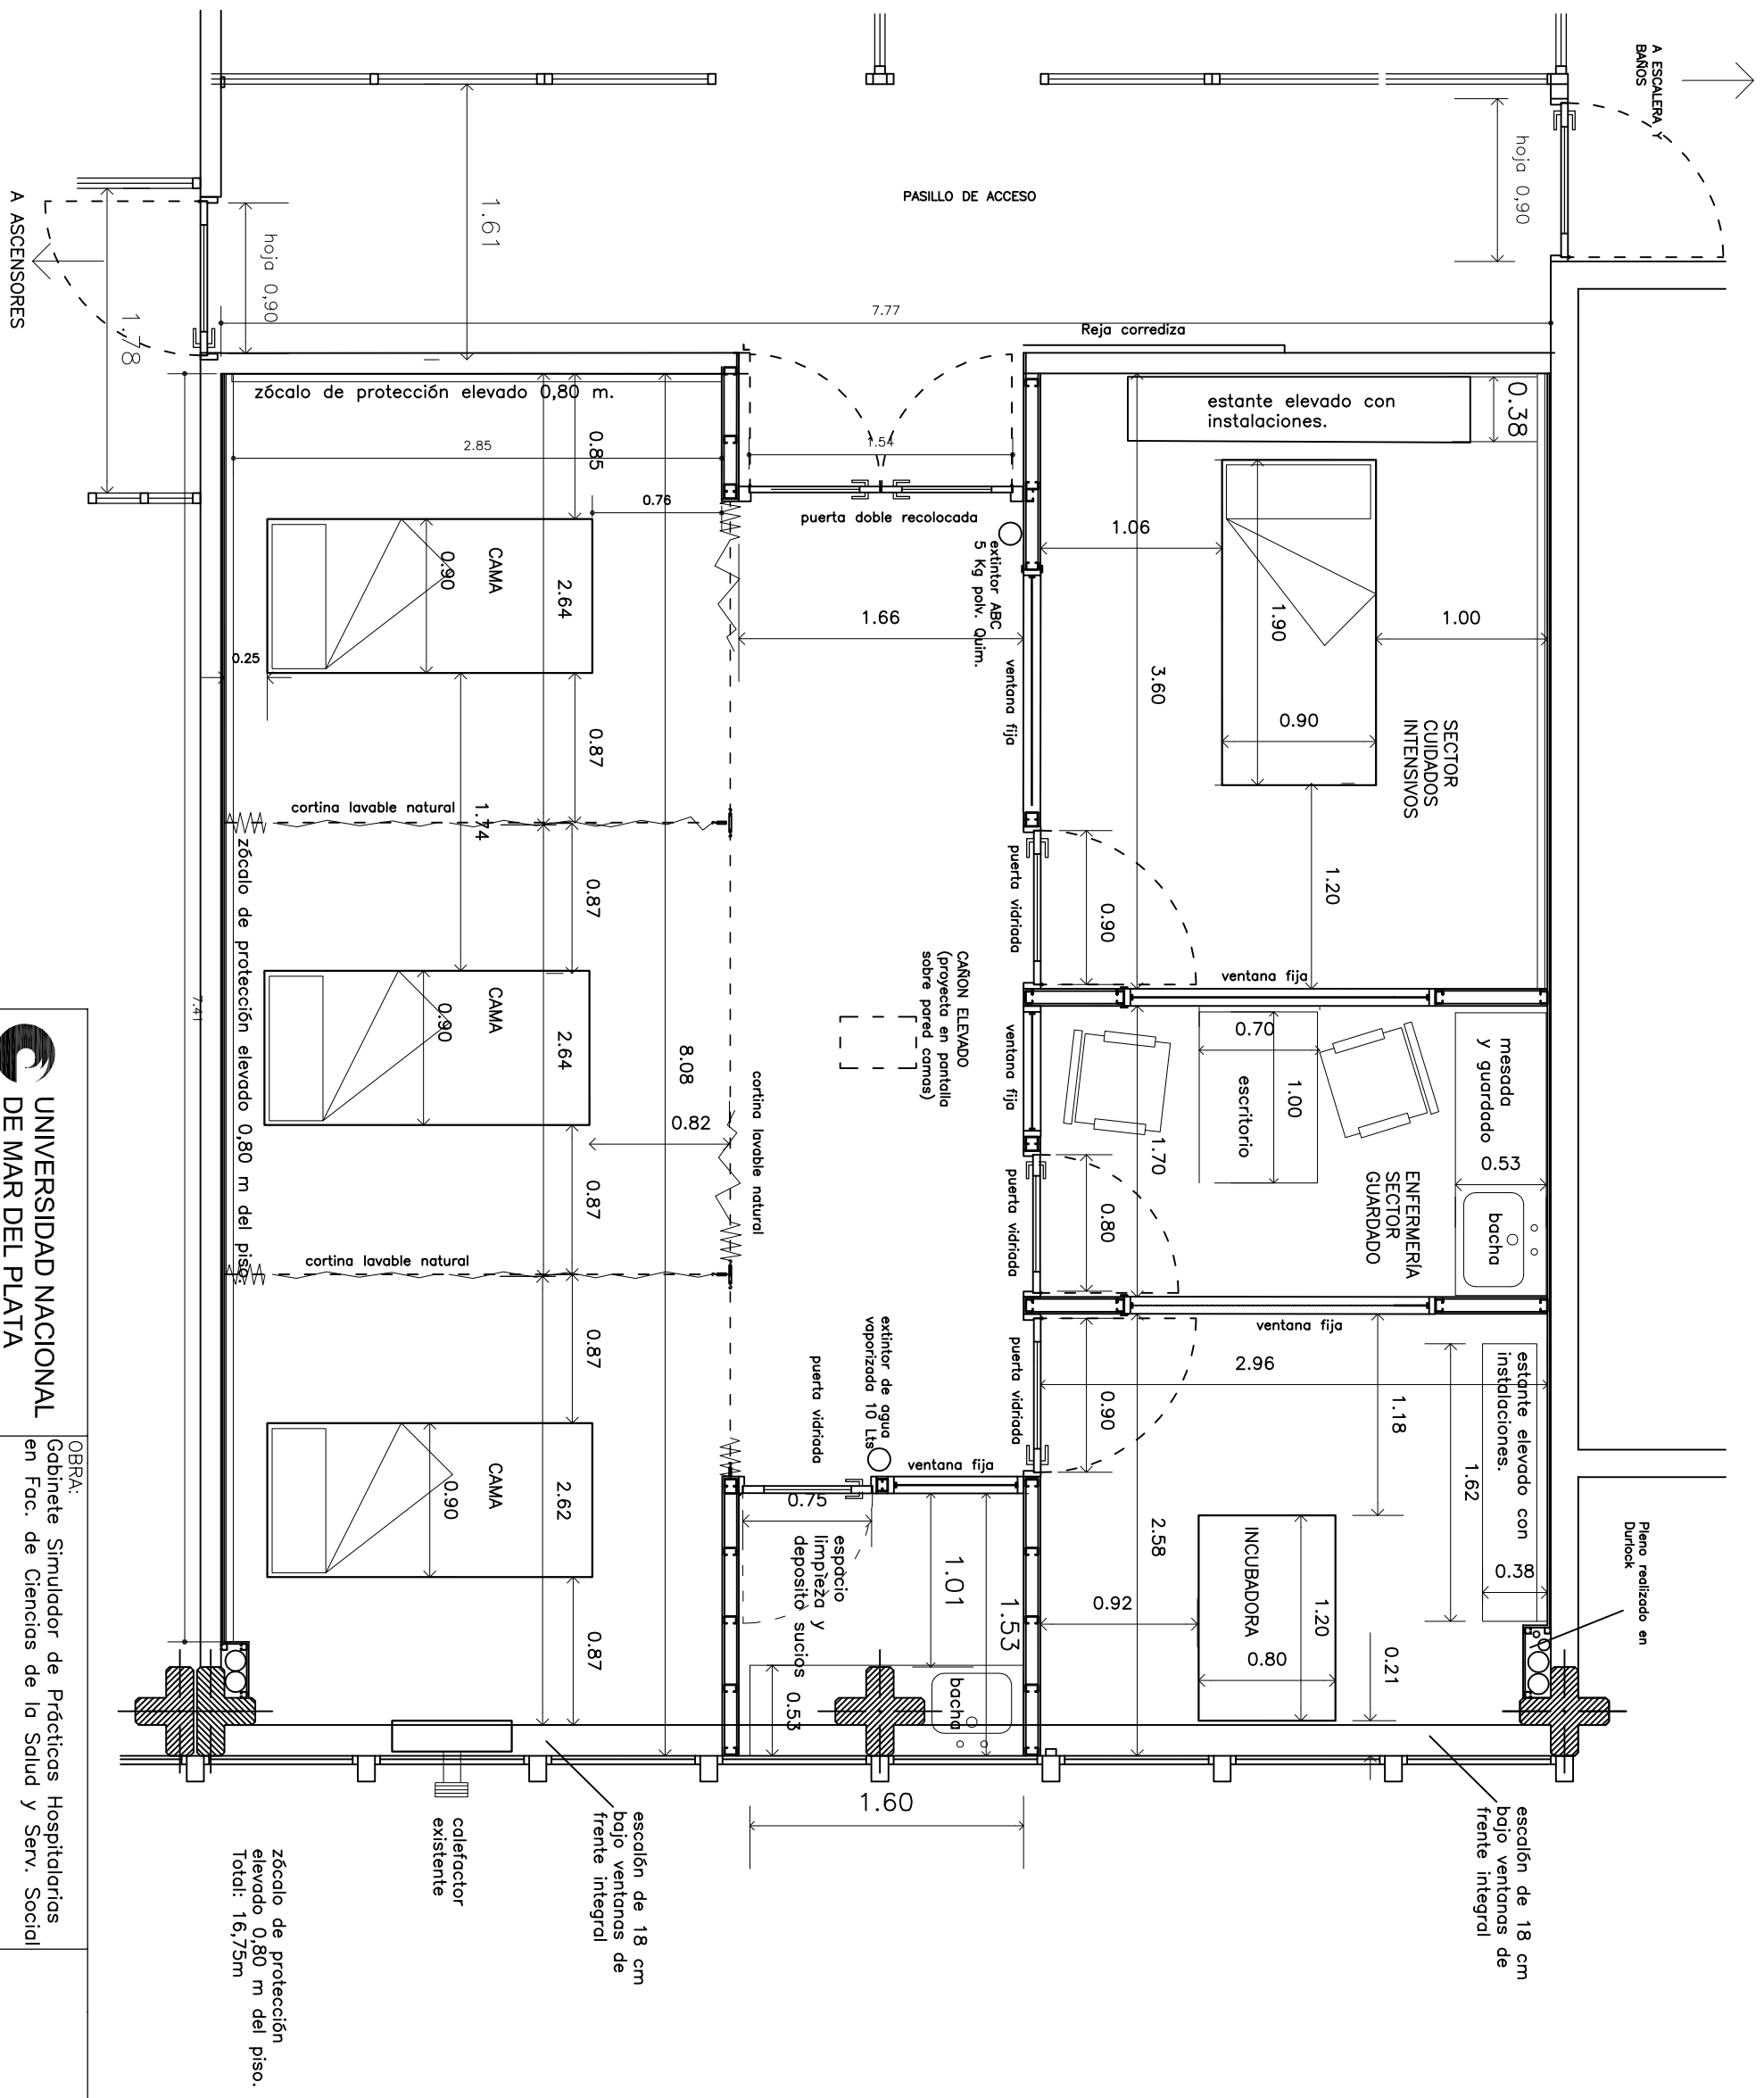 A ESCALERA Y
BAÑOS
hoja 0,90
PASILLO DE ACCESO
A ASCENSORES
1.78
hoja 0,90
1.61
7.77
Reja corrediza
zócalo de protección elevado 0,80 m.
estante elevado con
instalaciones.
0.38
2.85
0.85
0.76
1.54
puerta doble recolocada
extintor ABC
5 Kg polv. Quim.
1.06
1.90
1.00
0.90
3.60
SECTOR
CUIDADOS
INTENSIVOS
1.20
CAMA
0.90
2.64
0.25
1.66
ventana fija
0.87
cortina lavable natural
1.74
0.87
puerta vidriada
0.90
ventana fija
zócalo de protección elevado 0,80 m del piso.
7.41
CAMA
0.90
2.64
8.08
0.82
cortina lavable natural
CAÑON ELEVADO
(proyecta en pantalla
sobre pared camas)
ventana fija
0.70
1.00
escritorio
1.70
mesada
y guardado
0.53
bacha
ENFERMERÍA
SECTOR
GUARDADO
puerta vidriada
0.80
0.87
cortina lavable natural
0.87
ventana fija
2.96
puerta vidriada
0.90
1.18
estante elevado con
instalaciones.
1.62
0.38
Pleno realizado en
Durlock
CAMA
0.90
2.62
0.87
puerta vidriada
extintor de agua
vaporizada 10 Lts
ventana fija
0.75
espacio
limpieza y
deposito sucios
1.01
1.53
0.53
bacha
2.58
0.92
INCUBADORA
1.20
0.80
0.21
1.60
calefactor
existente
escalón de 18 cm
bajo ventanas de
frente integral
escalón de 18 cm
bajo ventanas de
frente integral
zócalo de protección
elevado 0,80 m del piso.
Total: 16,75m
UNIVERSIDAD NACIONAL
DE MAR DEL PLATA
OBRA:
Gabinete Simulador de Prácticas Hospitalarias
en Fac. de Ciencias de la Salud y Serv. Social